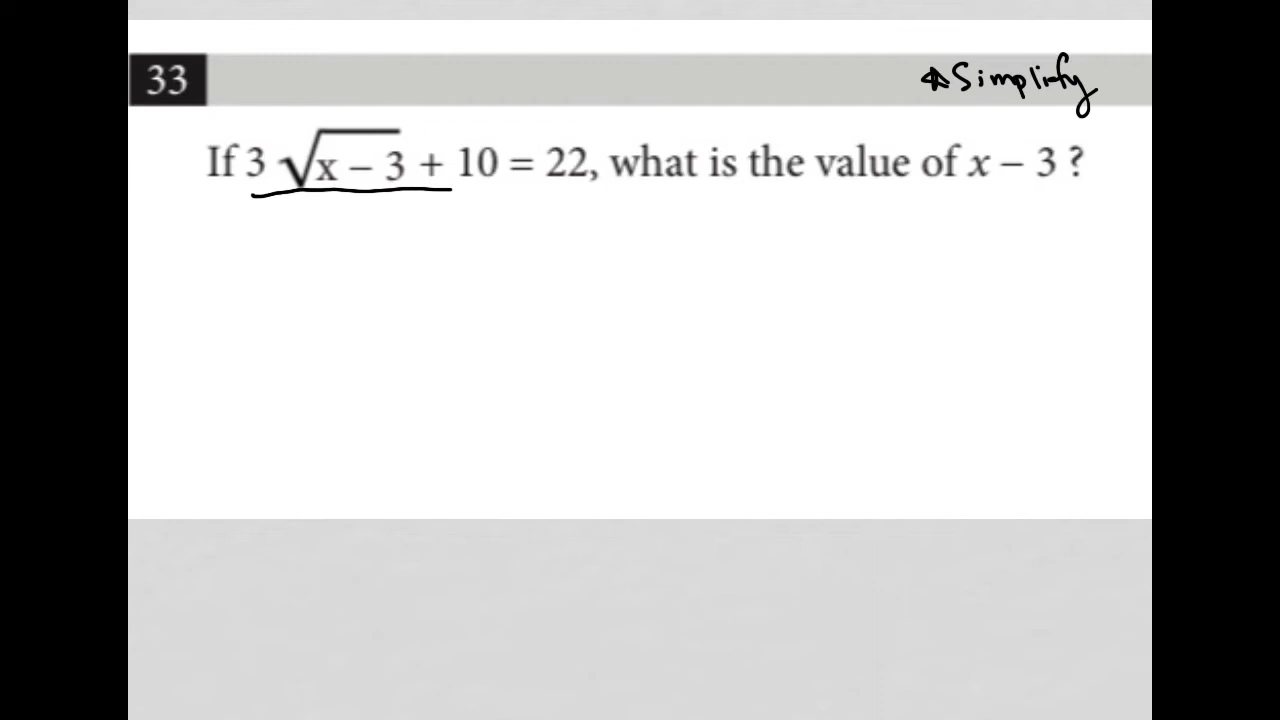 33
*Simplify
If 3 √x – 3 + 10 = 22, what is the value of x – 3 ?